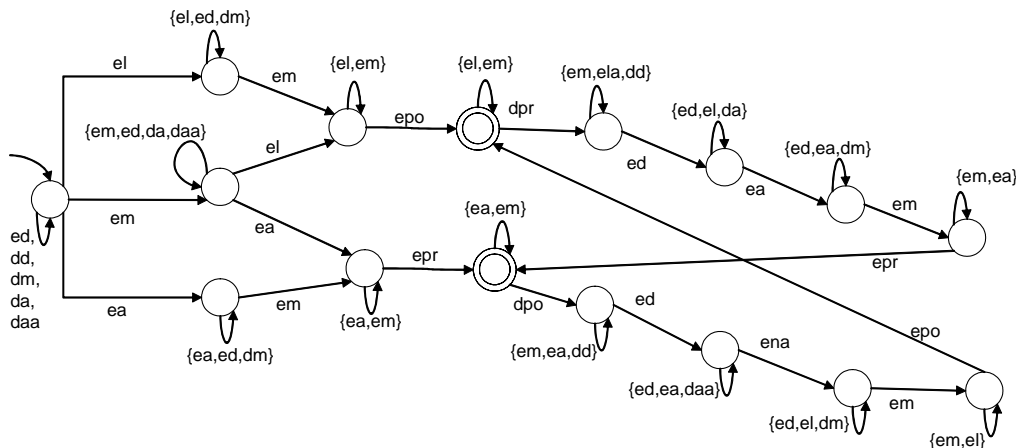 {el,ed,dm}
el
em
{el,em}
{el,em}
epo
dpr
{em,ela,dd}
ed
{ed,el,da}
ea
{ed,ea,dm}
em
{em,ea}
{em,ed,da,daa}
el
em
ea
{ea,em}
epr
epr
ed,
dd,
dm,
da,
daa
ea
em
{ea,em}
{ea,ed,dm}
dpo
ed
{em,ea,dd}
ena
{ed,ea,daa}
em
{ed,el,dm}
epo
{em,el}